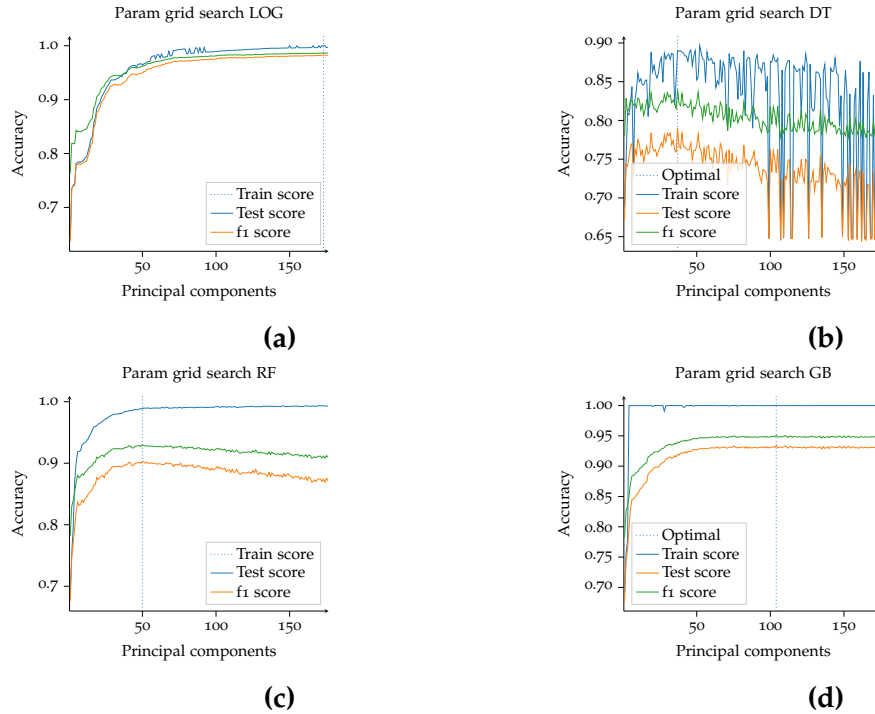 Param grid search LOG
Accuracy
1.0
0.9
0.8
0.7
Train score
Test score
f1 score
50 100 150
Principal components
(a)
Param grid search DT
Accuracy
0.90
0.85
0.80
0.75
0.70
0.65
Optimal
Train score
Test score
f1 score
50 100 150
Principal components
(b)
Param grid search RF
Accuracy
1.0
0.9
0.8
0.7
Train score
Test score
f1 score
50 100 150
Principal components
(c)
Param grid search GB
Accuracy
1.00
0.95
0.90
0.85
0.80
0.75
0.70
Optimal
Train score
Test score
f1 score
50 100 150
Principal components
(d)